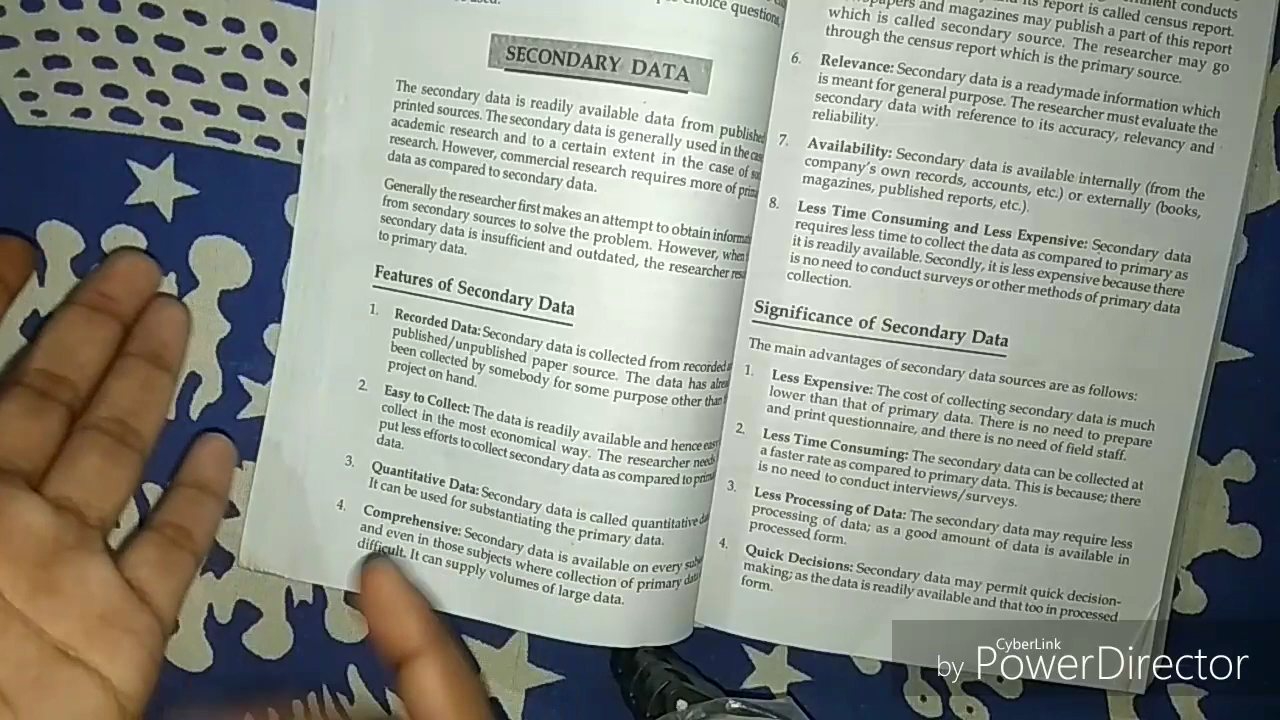 choice questions,
SECONDARY DATA
The secondary data is readily available data from
printed sources. The secondary data is generally used in the
academic research and to a certain extent in the case of
research. However, commercial research requires more of
data as compared to secondary data.
Generally the researcher first makes an attempt to obtain
from secondary sources to solve the problem. However, when
secondary data is insufficient and outdated, the researcher
to primary data.
Features of Secondary Data
1. Recorded Data: Secondary data is collected from recorded
published/unpublished paper source. The data has
been collected by somebody for some purpose other than
project on hand.
2. Easy to Collect: The data is readily available and hence
collect in the most economical way. The researcher
put less efforts to collect secondary data as compared to
data.
3. Quantitative Data: Secondary data is called quantitative
It can be used for substantiating the primary data.
4. Comprehensive: Secondary data is available on every
and even in those subjects where collection of primary
difficult. It can supply volumes of large data.
conducts
its report is called census report.
and magazines may publish a part of this report
which is called secondary source. The researcher may go
through the census report which is the primary source.
6. Relevance: Secondary data is a readymade information which
is meant for general purpose. The researcher must evaluate the
secondary data with reference to its accuracy, relevancy and
reliability.
7. Availability: Secondary data is available internally (from the
company's own records, accounts, etc.) or externally (books,
magazines, published reports, etc.).
8. Less Time Consuming and Less Expensive: Secondary data
requires less time to collect the data as compared to primary as
it is readily available. Secondly, it is less expensive because there
is no need to conduct surveys or other methods of primary data
collection.
Significance of Secondary Data
The main advantages of secondary data sources are as follows:
1. Less Expensive: The cost of collecting secondary data is much
lower than that of primary data. There is no need to prepare
and print questionnaire, and there is no need of field staff.
2. Less Time Consuming: The secondary data can be collected at
a faster rate as compared to primary data. This is because; there
is no need to conduct interviews/surveys.
3. Less Processing of Data: The secondary data may require less
processing of data; as a good amount of data is available in
processed form.
4. Quick Decisions: Secondary data may permit quick decision-
making; as the data is readily available and that too in processed
form.
CyberLink
by PowerDirector